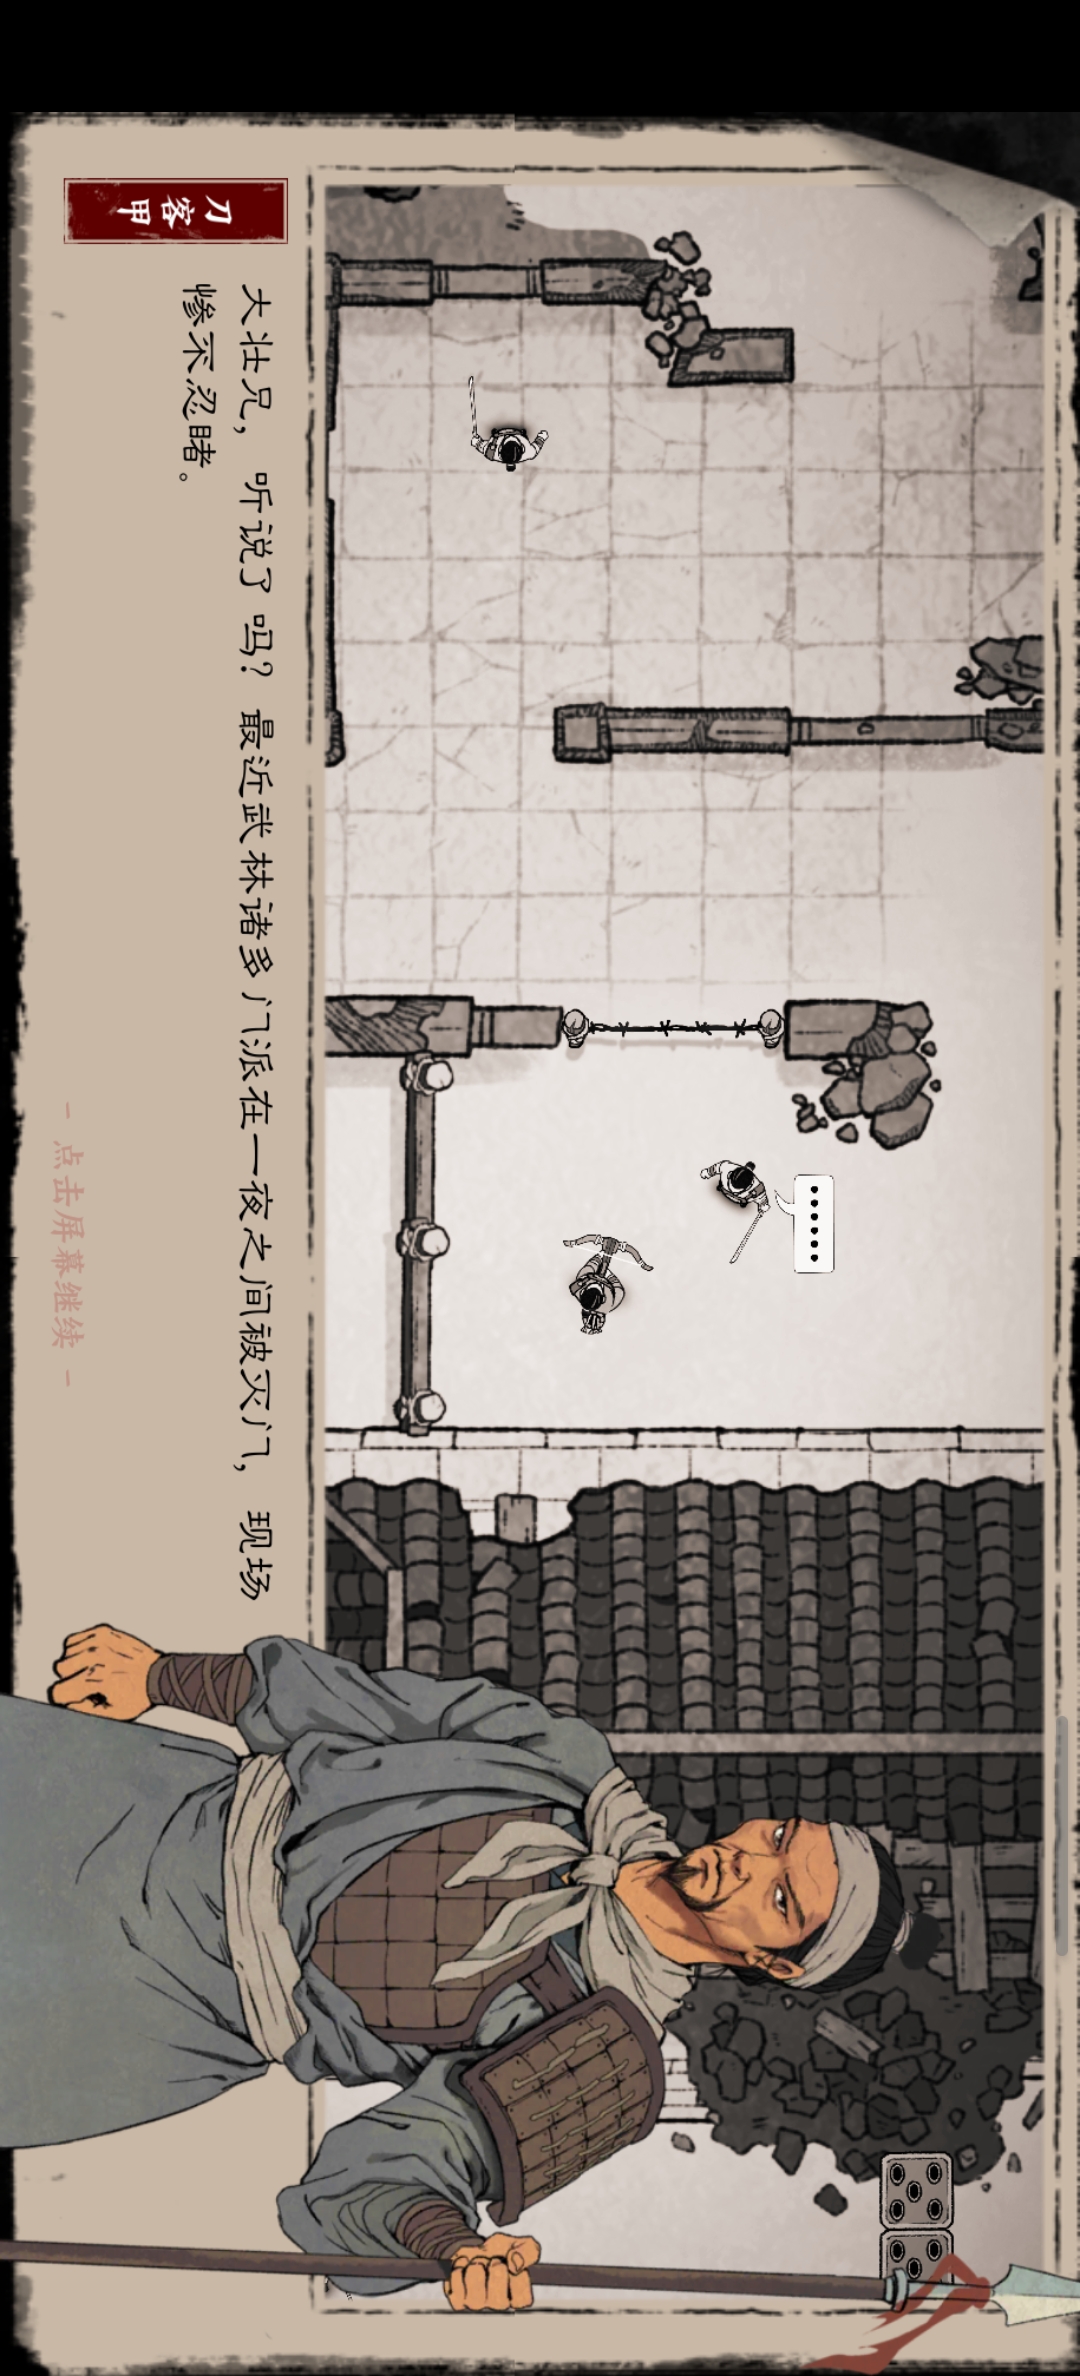 ······
刀客甲
大壮兄，听说了吗？最近武林诸多门派在一夜之间被灭门，现场
惨不忍睹。
- 点击屏幕继续 -